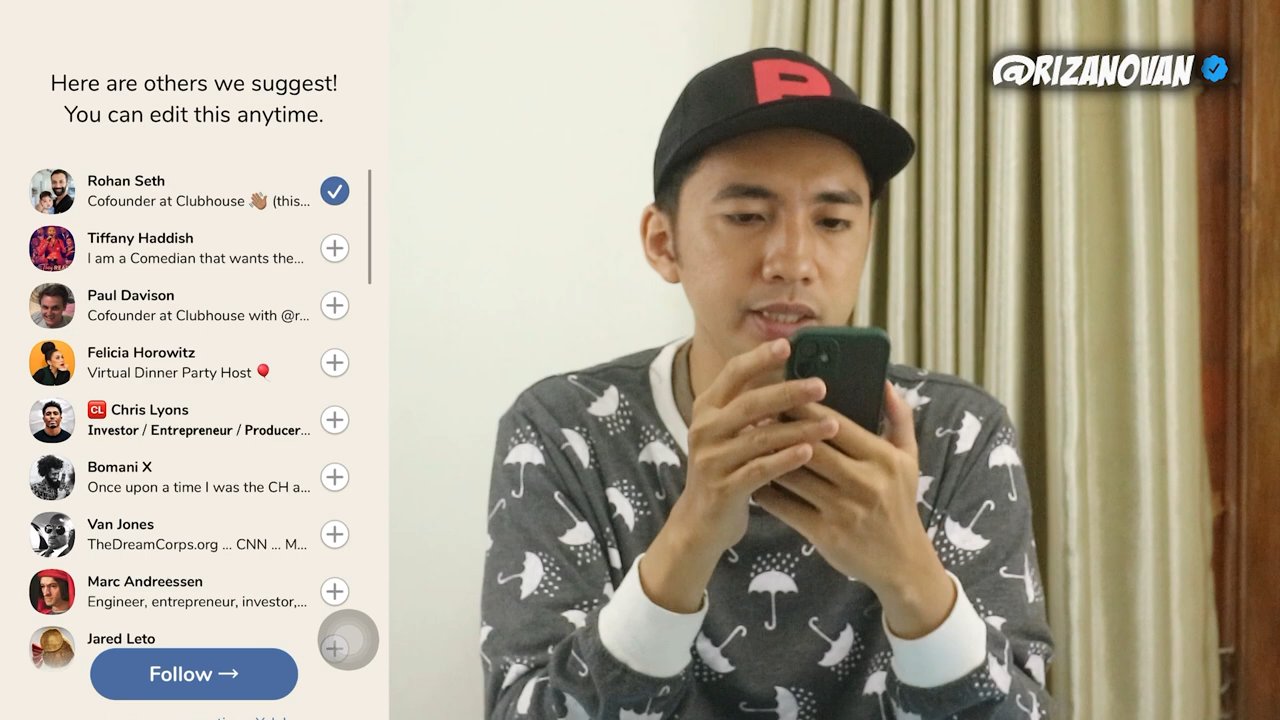 Here are others we suggest!
You can edit this anytime.
Rohan Seth
Cofounder at Clubhouse 👋🏽 (this...
Tiffany Haddish
I am a Comedian that wants the...
Paul Davison
Cofounder at Clubhouse with @r...
Felicia Horowitz
Virtual Dinner Party Host 🎈
CL Chris Lyons
Investor / Entrepreneur / Producer...
Bomani X
Once upon a time I was the CH a...
Van Jones
TheDreamCorps.org ... CNN ... M...
Marc Andreessen
Engineer, entrepreneur, investor,...
Jared Leto
Follow →
@RIZANOVAN